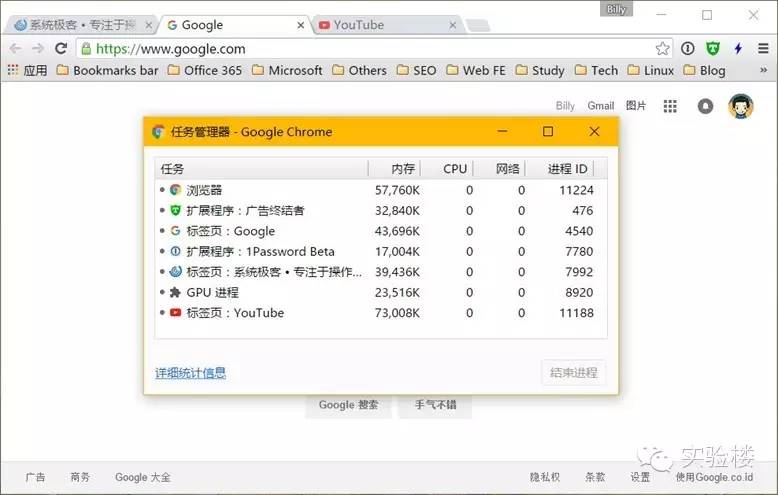 Billy
系统极客 • 专注于操
Google
YouTube
https://www.google.com
应用 Bookmarks bar Office 365 Microsoft Others SEO Web FE Study Tech Linux Blog »
Billy Gmail 图片
任务管理器 - Google Chrome
任务 内存 CPU 网络 进程 ID
浏览器 57,760K 0 0 11224
扩展程序：广告终结者 32,840K 0 0 476
标签页：Google 43,696K 0 0 4540
扩展程序：1Password Beta 17,004K 0 0 7780
标签页：系统极客 • 专注于操作... 39,436K 0 0 7992
GPU 进程 23,516K 0 0 8920
标签页：YouTube 73,008K 0 0 11188
详细统计信息 结束进程
Google 搜索 手气不错
实验楼
广告 商务 Google 大全 隐私权 条款 设置 使用Google.co.id